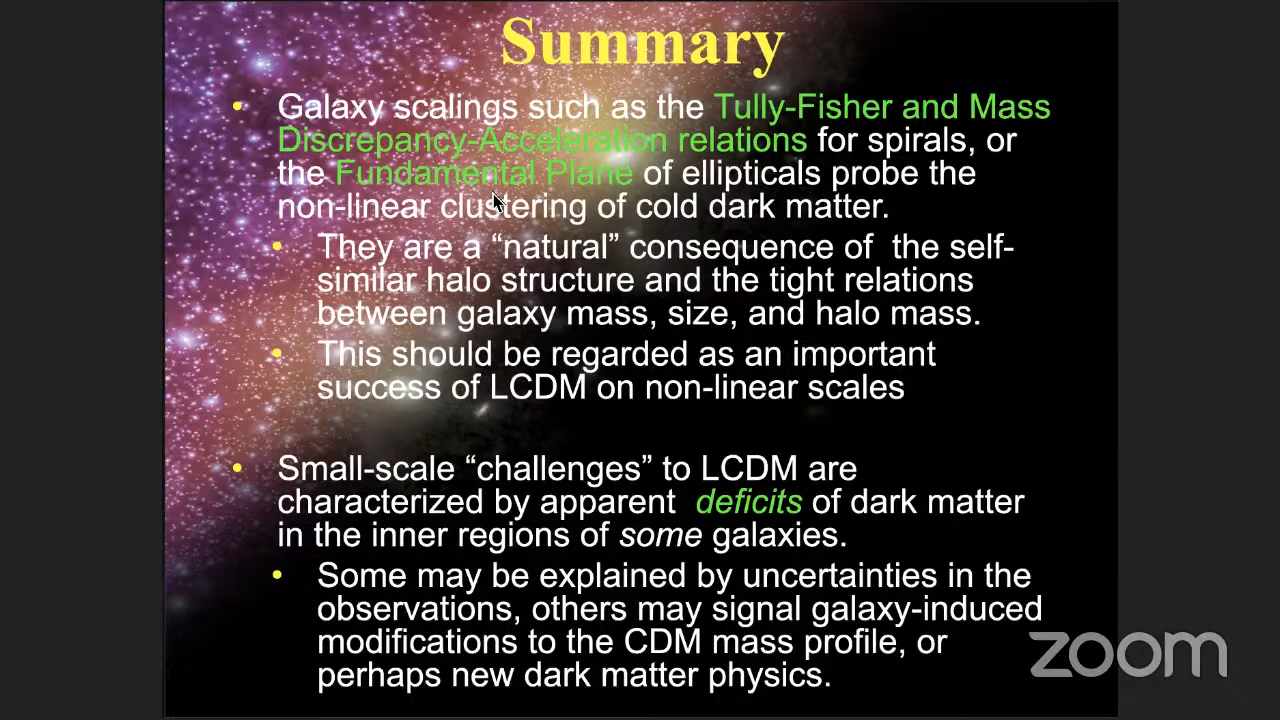 Summary
• Galaxy scalings such as the Tully-Fisher and Mass
Discrepancy-Acceleration relations for spirals, or
the Fundamental Plane of ellipticals probe the
non-linear clustering of cold dark matter.
• They are a “natural” consequence of  the self-
similar halo structure and the tight relations
between galaxy mass, size, and halo mass.
• This should be regarded as an important
success of LCDM on non-linear scales
• Small-scale “challenges” to LCDM are
characterized by apparent  deficits of dark matter
in the inner regions of some galaxies.
• Some may be explained by uncertainties in the
observations, others may signal galaxy-induced
modifications to the CDM mass profile, or
perhaps new dark matter physics.
zoom